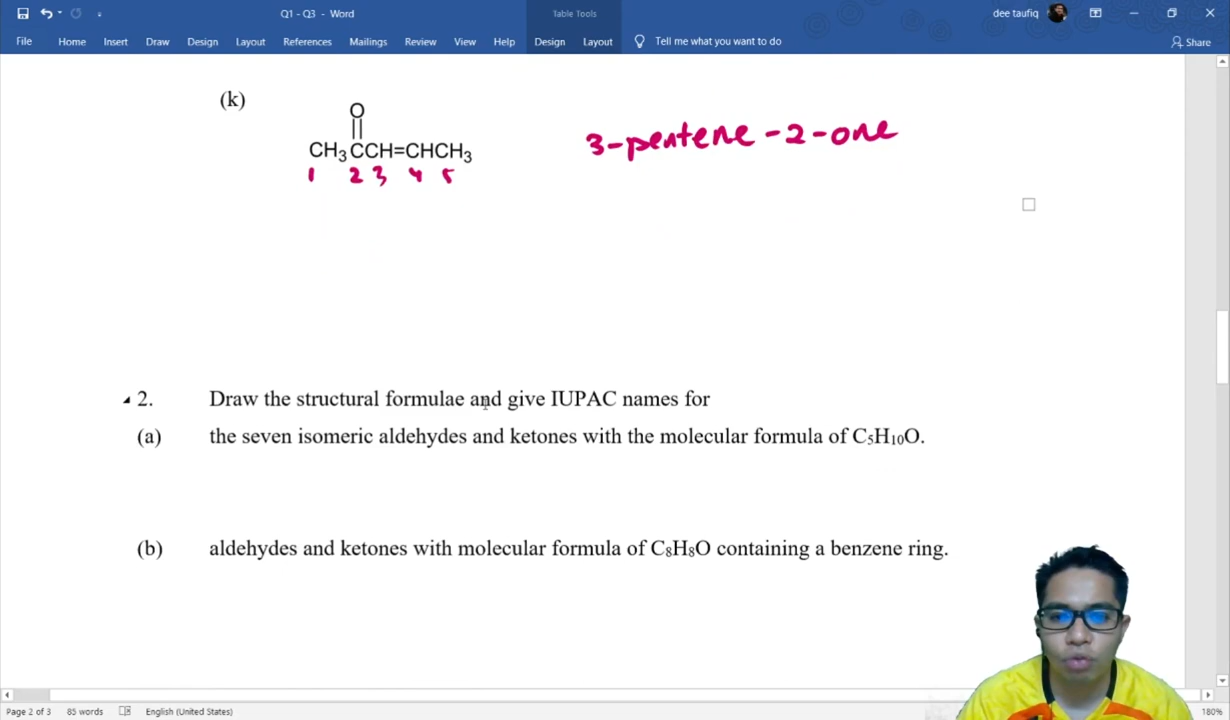 Q1 - Q3 - Word
Table Tools
dee taufiq
File Home Insert Draw Design Layout References Mailings Review View Help Design Layout Tell me what you want to do Share
(k)
O
CH₃CCH=CHCH₃
1 2 3 4 5
3-pentene-2-one
2. Draw the structural formulae and give IUPAC names for
(a) the seven isomeric aldehydes and ketones with the molecular formula of C₅H₁₀O.
(b) aldehydes and ketones with molecular formula of C₈H₈O containing a benzene ring.
Page 2 of 3 85 words English (United States) 180%